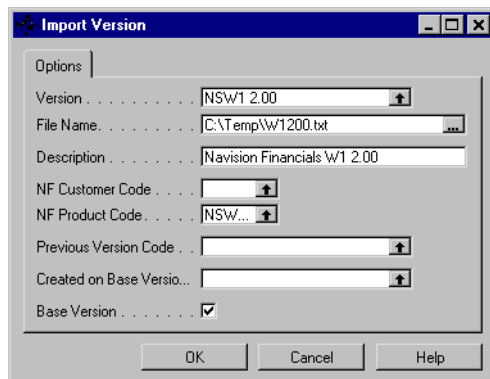 Import Version
Options
Version . . . . . . . . . . NSW1 2.00
File Name. . . . . . . . . C:\Temp\W1200.txt ...
Description . . . . . . . . Navision Financials W1 2.00
NF Customer Code . . . .
NF Product Code. . . . . NSW...
Previous Version Code . .
Created on Base Versio...
Base Version . . . . . . .
OK Cancel Help